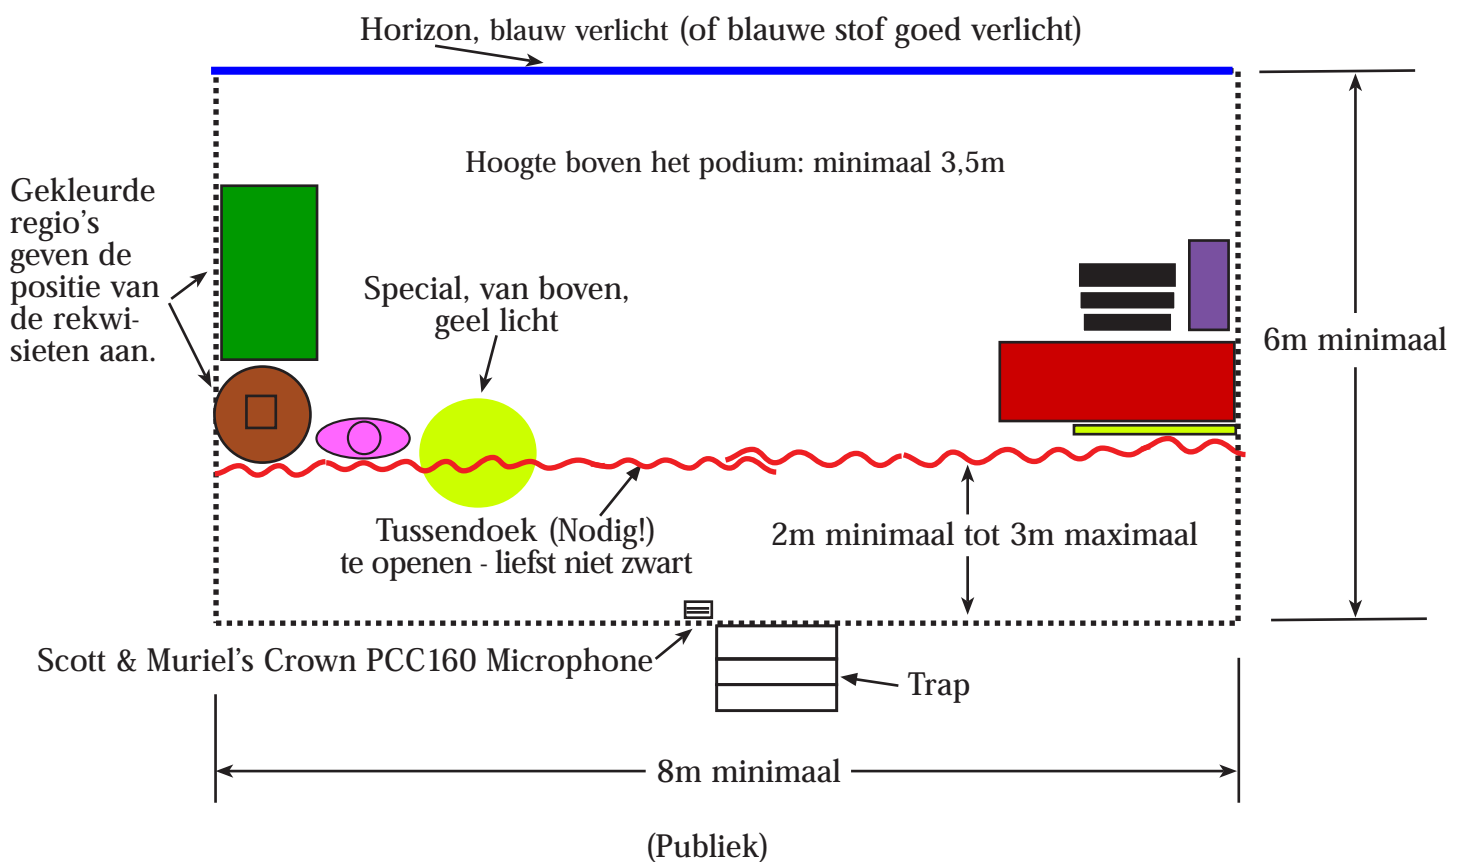 Horizon, blauw verlicht (of blauwe stof goed verlicht)
Hoogte boven het podium: minimaal 3,5m
Gekleurde
regio's
geven de
positie van
de rekwi-
sieten aan.
Special, van boven,
geel licht
6m minimaal
Tussendoek (Nodig!)
te openen - liefst niet zwart
2m minimaal tot 3m maximaal
Scott & Muriel's Crown PCC160 Microphone
Trap
8m minimaal
(Publiek)